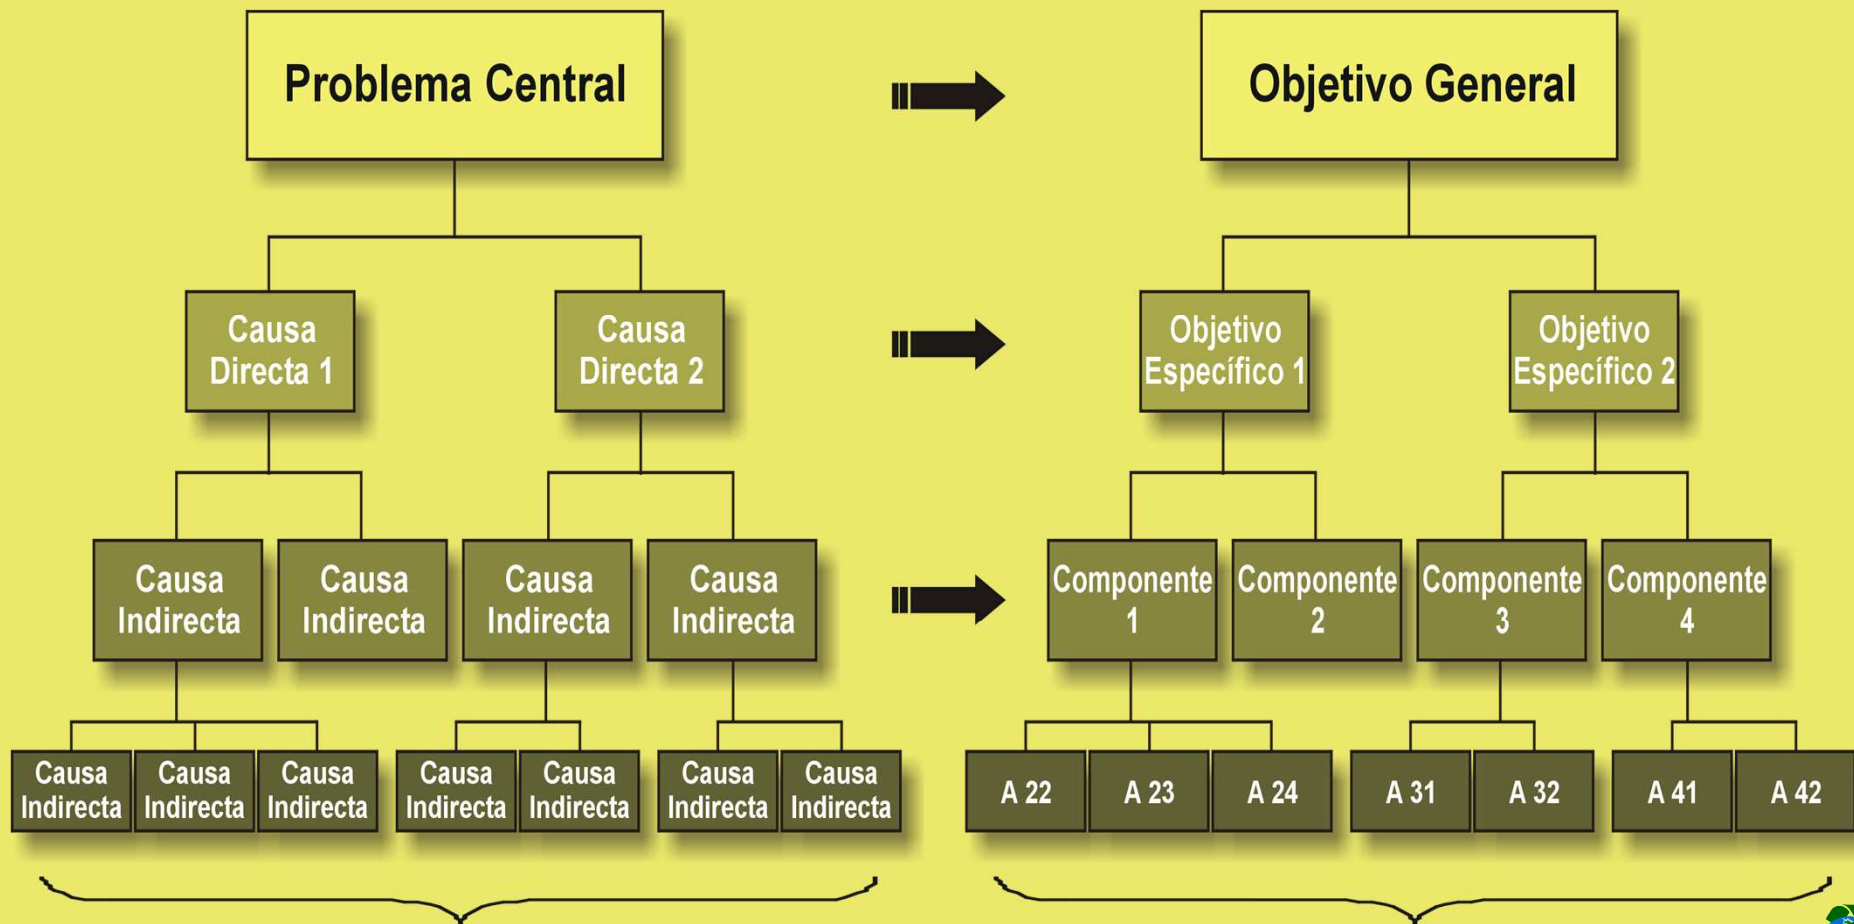 Problema Central
Objetivo General
Causa
Directa 1
Causa
Directa 2
Objetivo
Específico 1
Objetivo
Específico 2
Causa
Indirecta
Causa
Indirecta
Causa
Indirecta
Causa
Indirecta
Componente
1
Componente
2
Componente
3
Componente
4
Causa
Indirecta
Causa
Indirecta
Causa
Indirecta
Causa
Indirecta
Causa
Indirecta
Causa
Indirecta
Causa
Indirecta
A 22
A 23
A 24
A 31
A 32
A 41
A 42